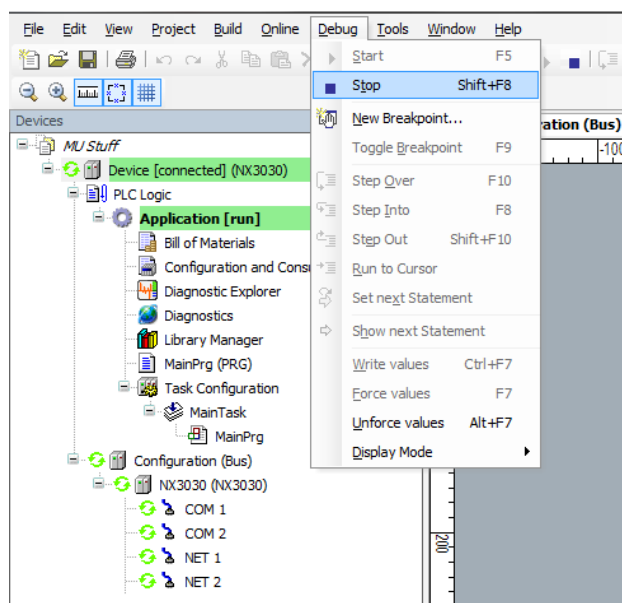 File Edit View Project Build Online Debug Tools Window Help
Start F5
Stop Shift+F8
New Breakpoint...
Toggle Breakpoint F9
Step Over F10
Step Into F8
Step Out Shift+F10
Run to Cursor
Set next Statement
Show next Statement
Write values Ctrl+F7
Force values F7
Unforce values Alt+F7
Display Mode
Devices
MU Stuff
Device [connected] (NX3030)
PLC Logic
Application [run]
Bill of Materials
Configuration and Cons
Diagnostic Explorer
Diagnostics
Library Manager
MainPrg (PRG)
Task Configuration
MainTask
MainPrg
Configuration (Bus)
NX3030 (NX3030)
COM 1
COM 2
NET 1
NET 2
ration (Bus)
-100
200